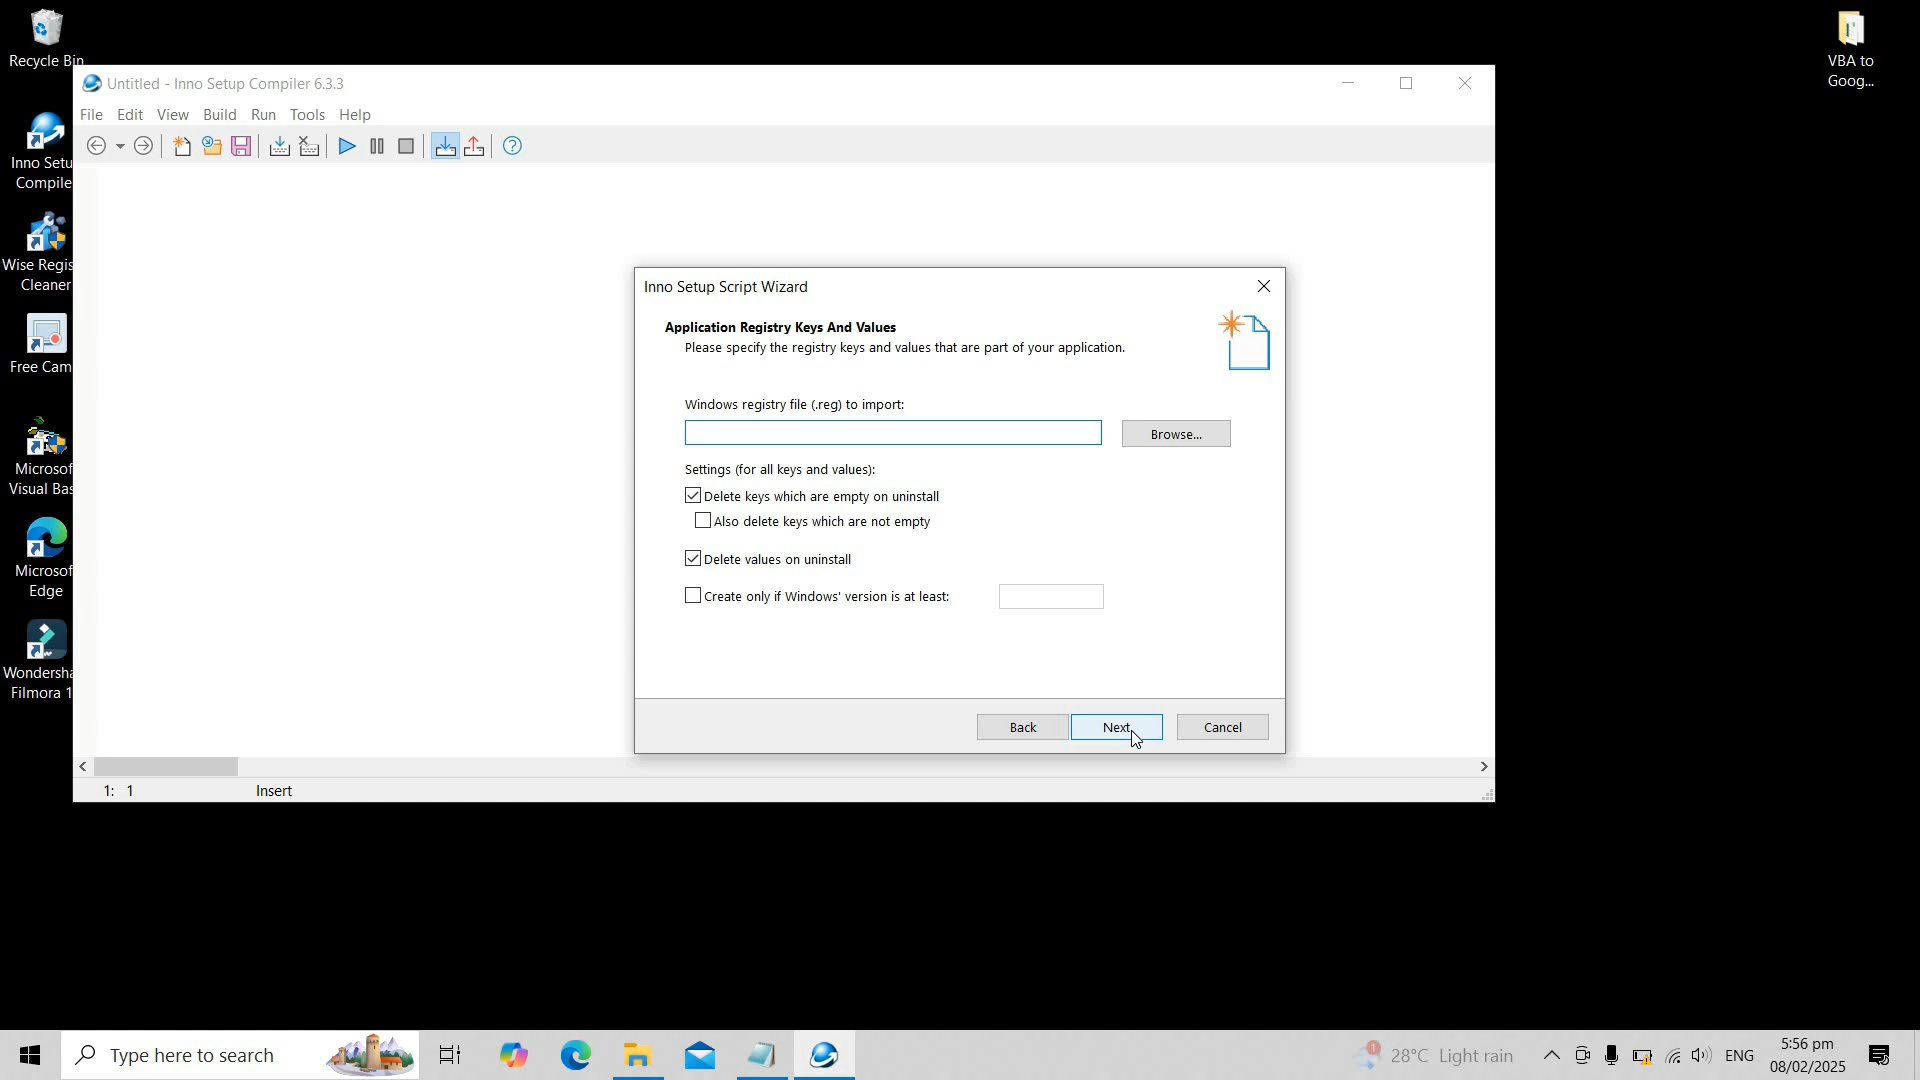 Recycle Bin
Inno Setu
Compile
Wise Regis
Cleaner
Free Cam
Microsof
Visual Bas
Microsof
Edge
Wondersha
Filmora 1
VBA to
Goog...
Untitled - Inno Setup Compiler 6.3.3
File Edit View Build Run Tools Help
Inno Setup Script Wizard
Application Registry Keys And Values
Please specify the registry keys and values that are part of your application.
Windows registry file (.reg) to import:
Browse...
Settings (for all keys and values):
Delete keys which are empty on uninstall
Also delete keys which are not empty
Delete values on uninstall
Create only if Windows' version is at least:
Back Next Cancel
1: 1 Insert
Type here to search
1
28°C Light rain
ENG
5:56 pm
08/02/2025